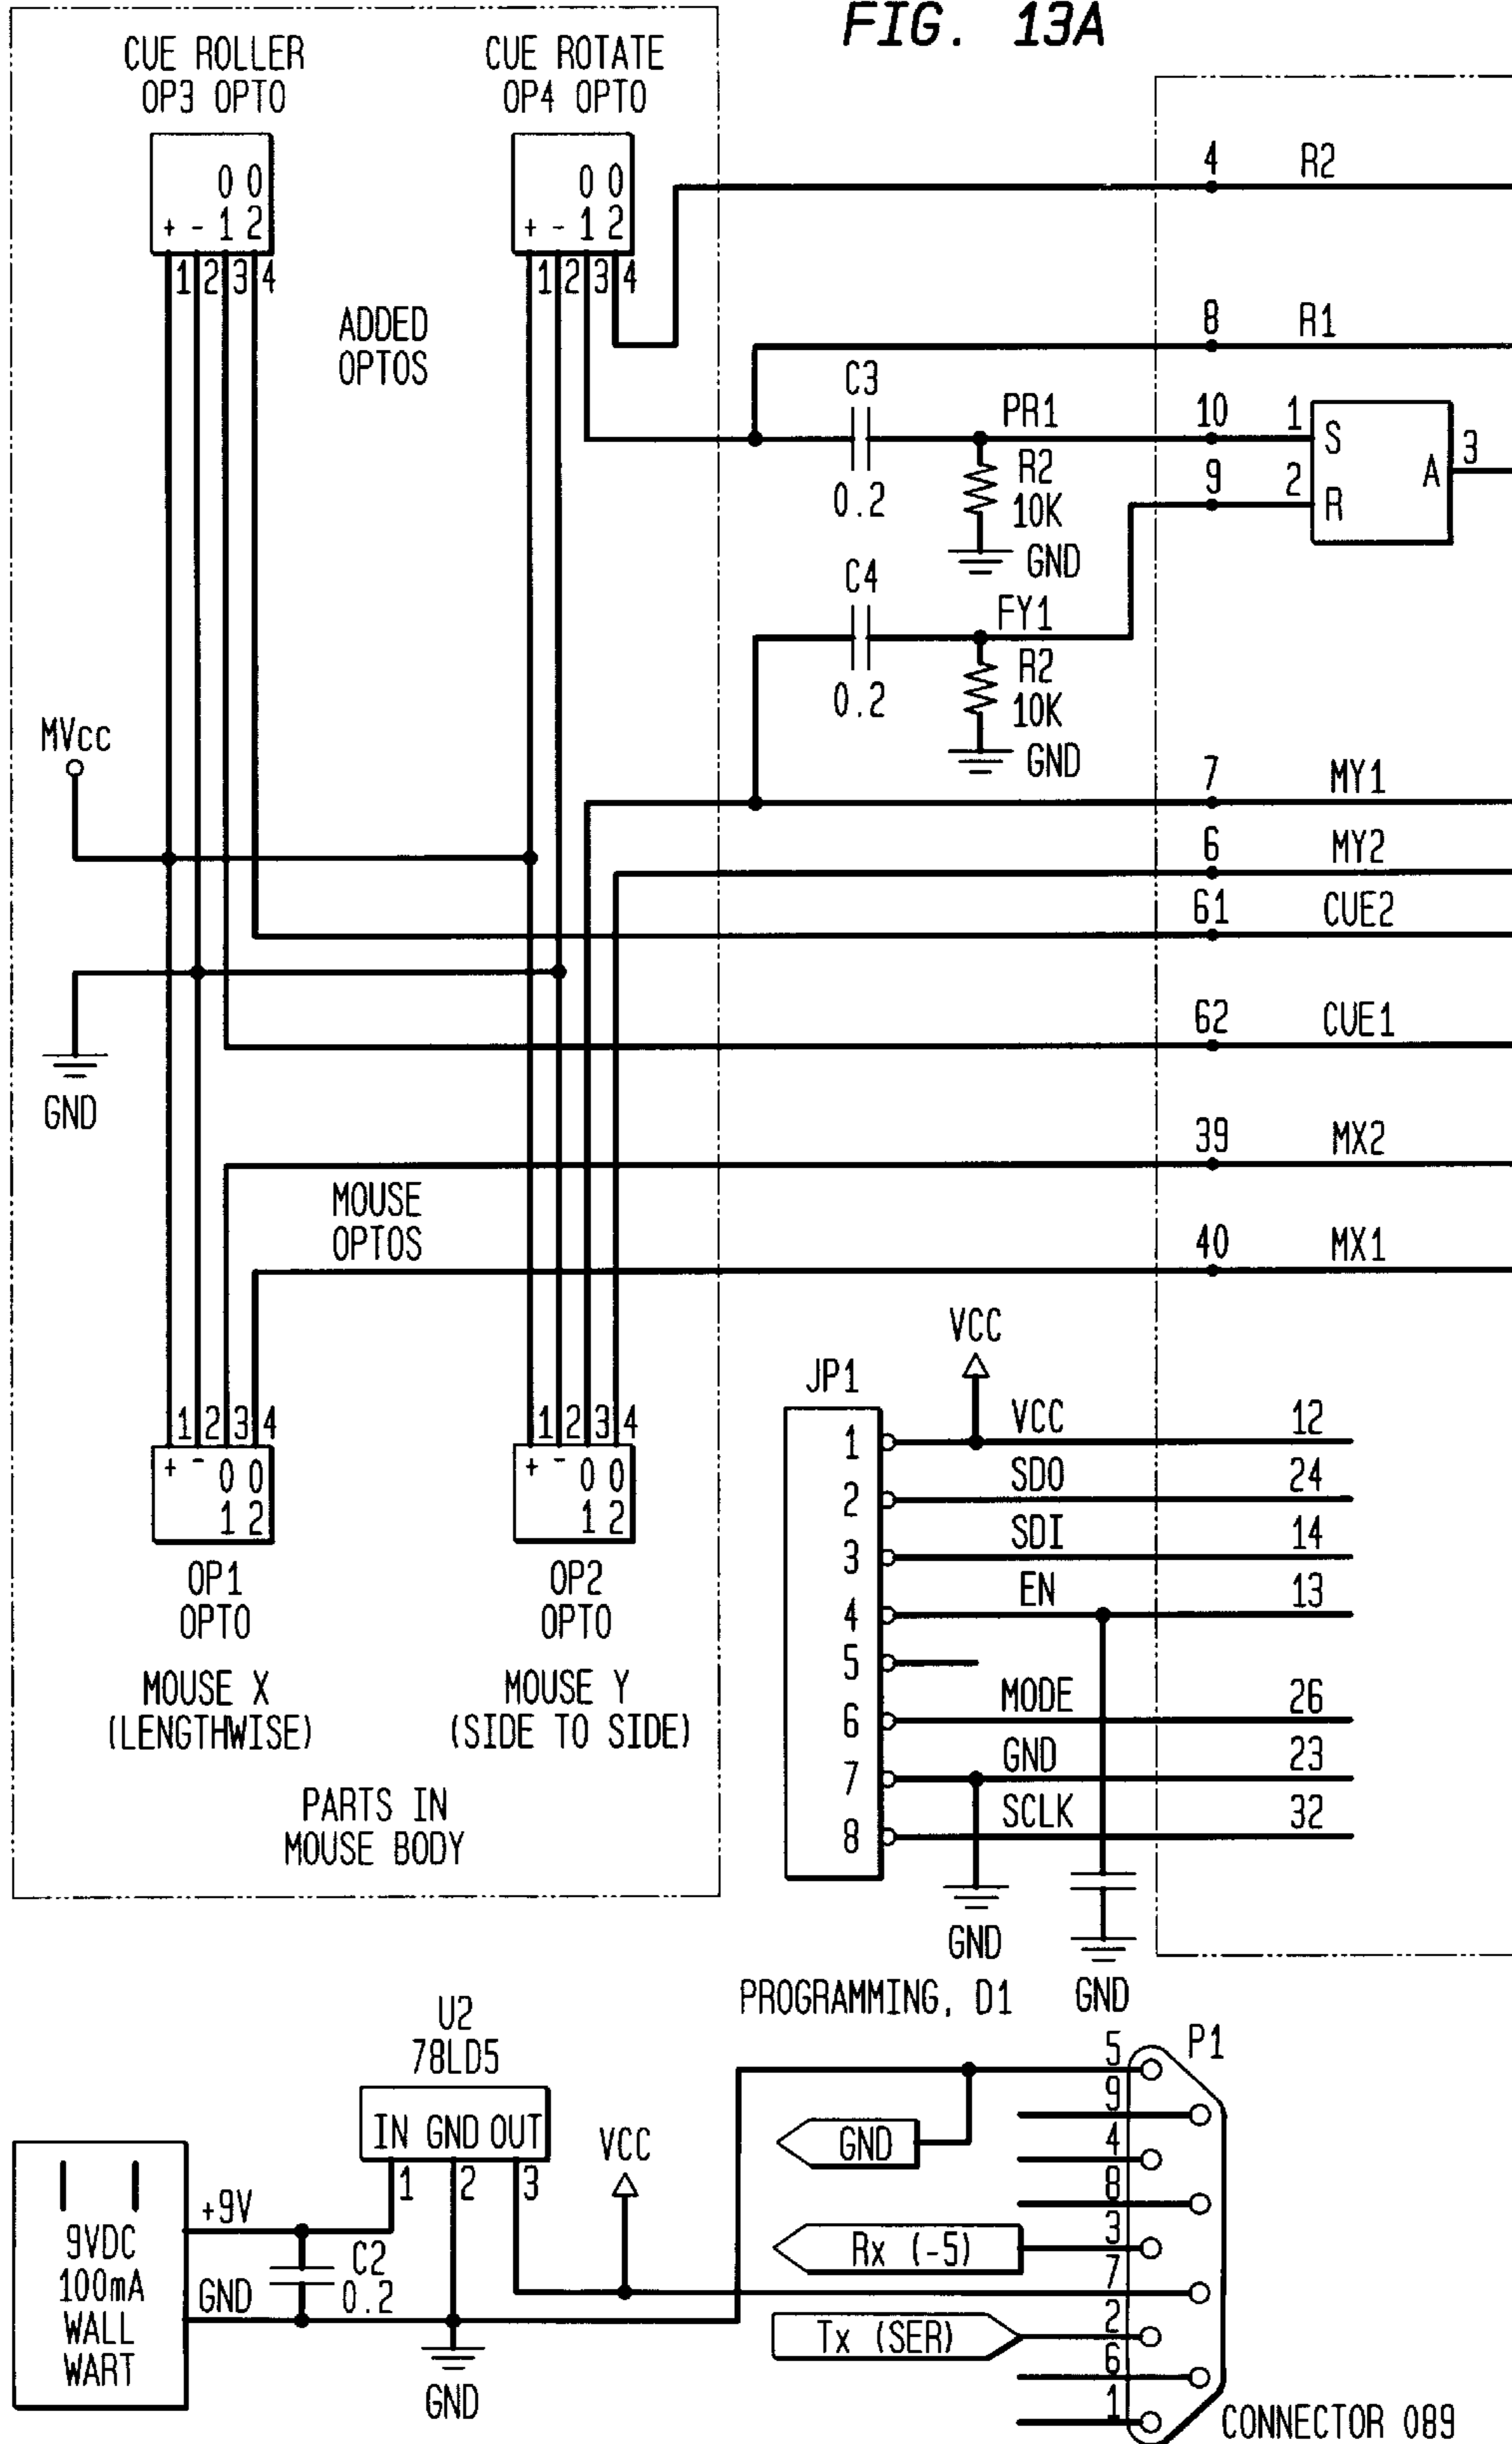 FIG. 13A
CUE ROLLER
OP3 OPTO
0 0
+ - 1 2
1 2 3 4
CUE ROTATE
OP4 OPTO
0 0
+ - 1 2
1 2 3 4
ADDED
OPTOS
4 R2
8 R1
C3
0.2
PR1
R2
10K
GND
10
9
1 S
2 R
A 3
C4
0.2
FY1
R2
10K
GND
MVcc
7 MY1
6 MY2
61 CUE2
GND
62 CUE1
39 MX2
MOUSE
OPTOS
40 MX1
1 2 3 4
+ - 0 0
1 2
OP1
OPTO
MOUSE X
(LENGTHWISE)
1 2 3 4
+ - 0 0
1 2
OP2
OPTO
MOUSE Y
(SIDE TO SIDE)
PARTS IN
MOUSE BODY
VCC
JP1
1 VCC 12
2 SDO 24
3 SDI 14
4 EN 13
5
6 MODE 26
7 GND 23
8 SCLK 32
GND
GND
PROGRAMMING, D1
U2
78LD5
IN GND OUT
1 2 3
VCC
9VDC
100mA
WALL
WART
+9V
GND
C2
0.2
GND
P1
5
9
4
8
3
7
2
6
1
GND
Rx (-5)
Tx (SER)
CONNECTOR 089